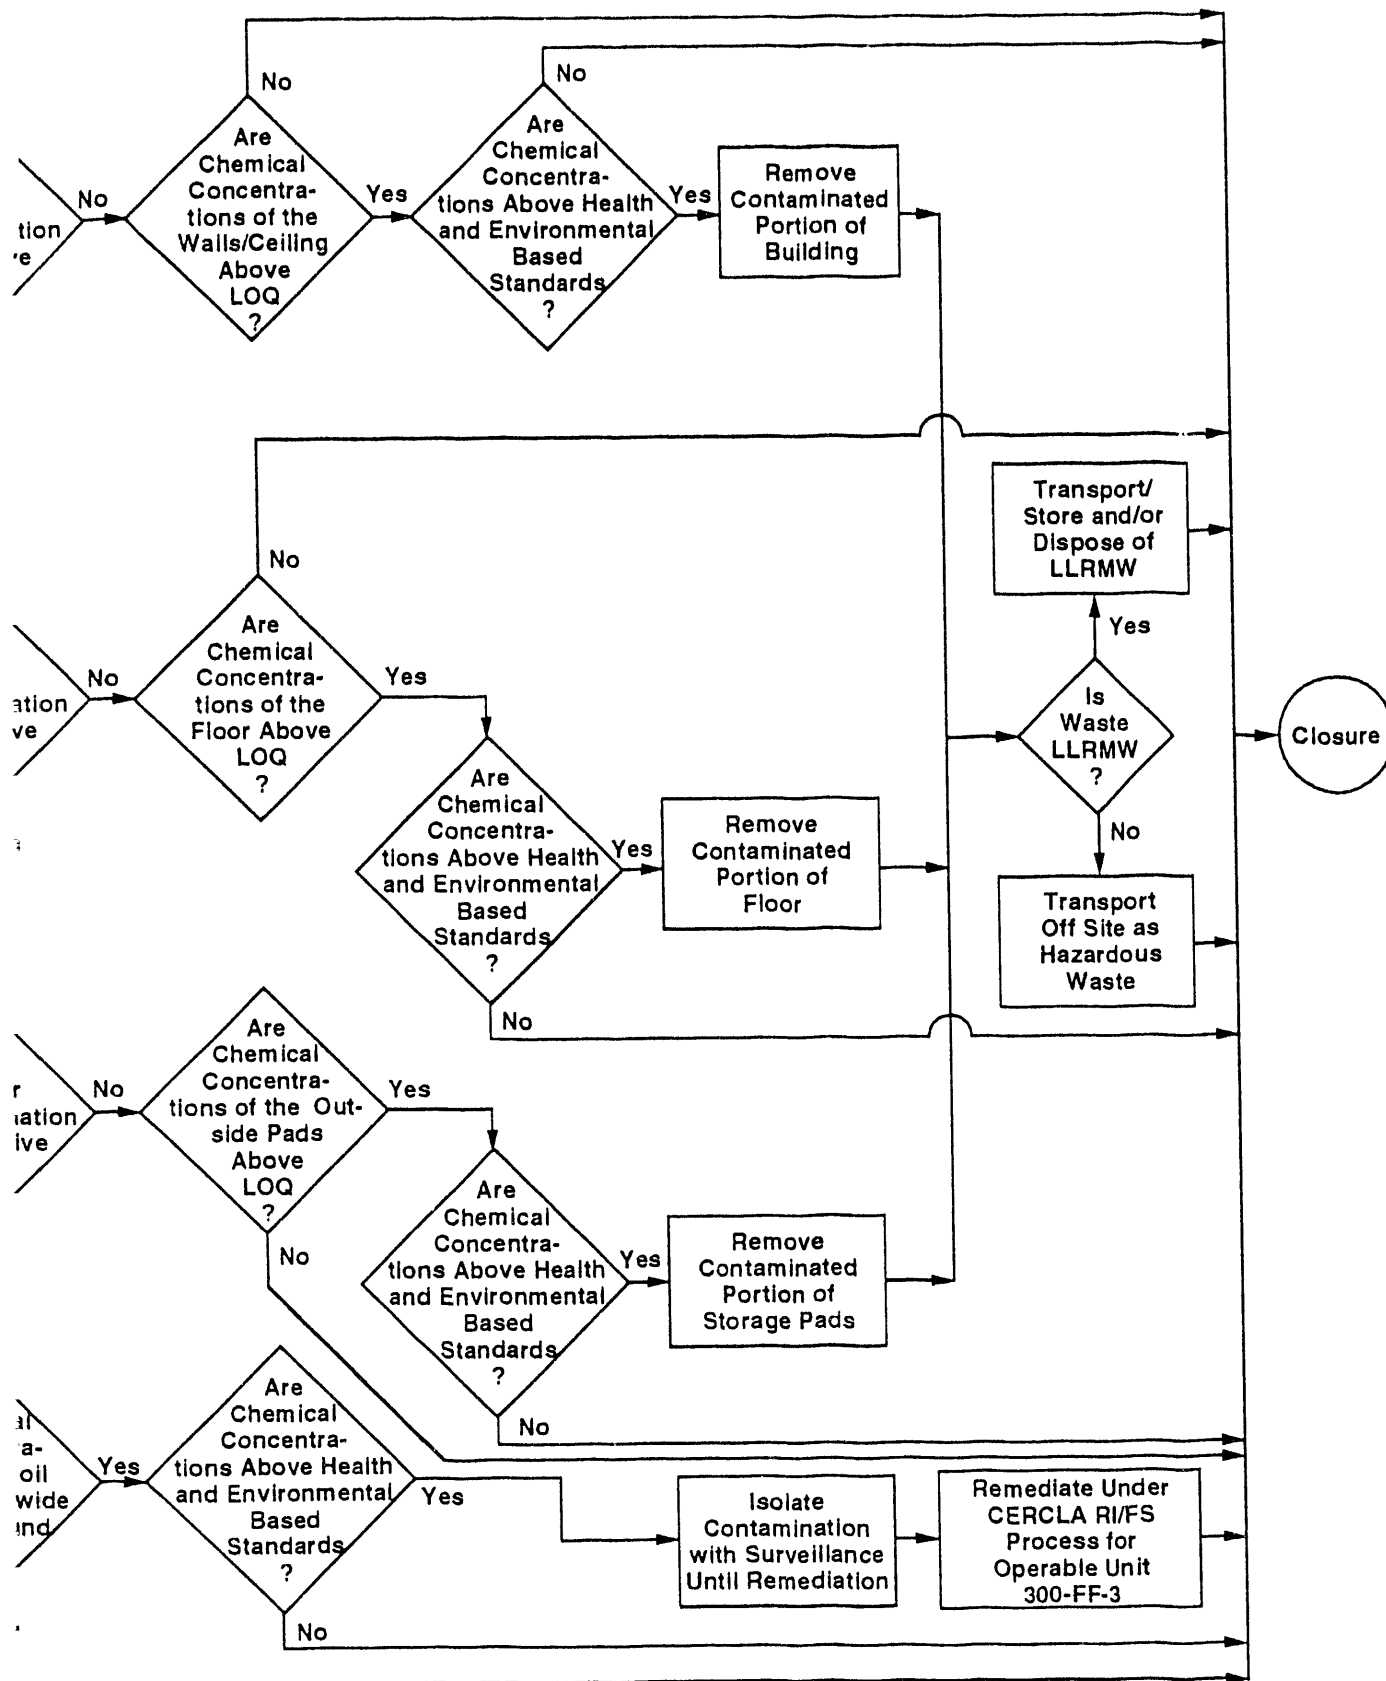 No
No
Are
Chemical
Concentra-
tions of the
Walls/Ceiling
Above
LOQ
?
Are
Chemical
Concentra-
tions Above Health
and Environmental
Based
Standards
?
Remove
Contaminated
Portion of
Building
No
Yes
Yes
tion
No
Transport/
Store and/or
Dispose of
LLRMW
Yes
Are
Chemical
Concentra-
tions of the
Floor Above
LOQ
?
No
Yes
ation
ve
Is
Waste
LLRMW
?
Closure
No
Are
Chemical
Concentra-
tions Above Health
and Environmental
Based
Standards
?
Yes
Remove
Contaminated
Portion of
Floor
Transport
Off Site as
Hazardous
Waste
No
Are
Chemical
Concentra-
tions of the Out-
side Pads
Above
LOQ
?
No
Yes
r
ation
ive
No
Are
Chemical
Concentra-
tions Above Health
and Environmental
Based
Standards
?
Yes
Remove
Contaminated
Portion of
Storage Pads
No
al
a-
oil
wide
Yes
Are
Chemical
Concentra-
tions Above Health
and Environmental
Based
Standards
?
Yes
Isolate
Contamination
with Surveillance
Until Remediation
Remediate Under
CERCLA RI/FS
Process for
Operable Unit
300-FF-3
No